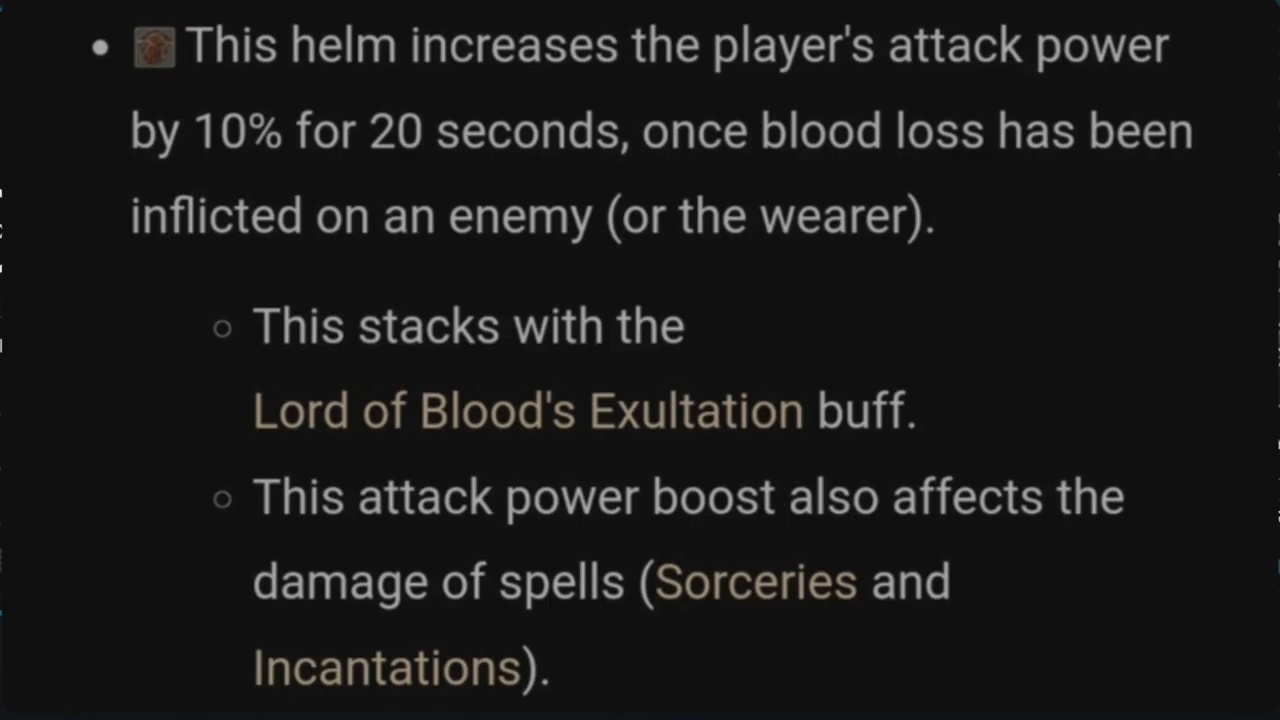 This helm increases the player's attack power
by 10% for 20 seconds, once blood loss has been
inflicted on an enemy (or the wearer).
This stacks with the
Lord of Blood's Exultation buff.
This attack power boost also affects the
damage of spells (Sorceries and
Incantations).